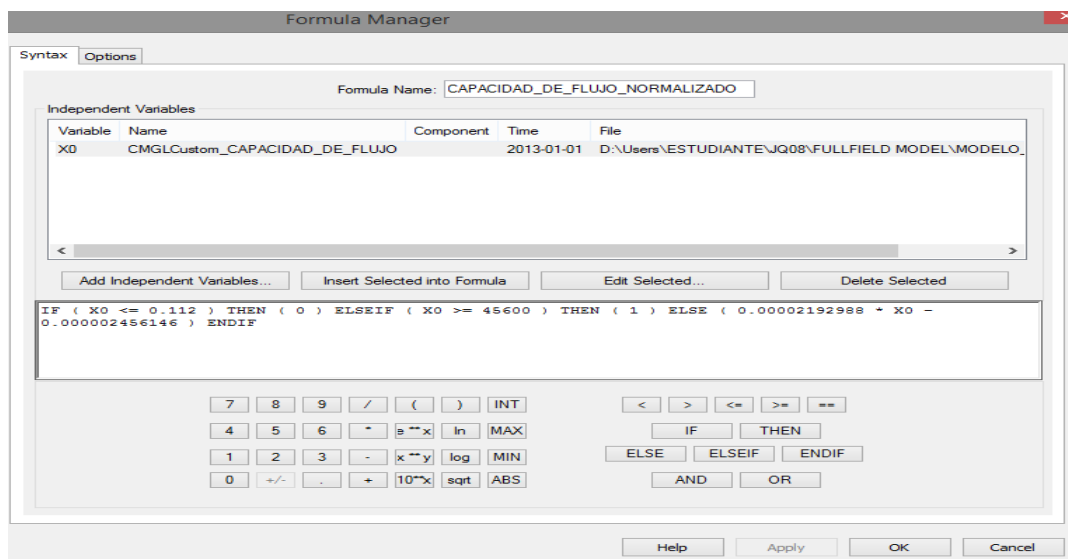 Formula Manager
Syntax Options
Formula Name: CAPACIDAD_DE_FLUJO_NORMALIZADO
Independent Variables
Variable Name Component Time File
X0 CMGLCustom_CAPACIDAD_DE_FLUJO 2013-01-01 D:\Users\ESTUDIANTE\JQ08\FULLFIELD MODEL\MODELO_
< >
Add Independent Variables... Insert Selected into Formula Edit Selected... Delete Selected
IF ( X0 <= 0.112 ) THEN ( 0 ) ELSEIF ( X0 >= 45600 ) THEN ( 1 ) ELSE ( 0.00002192988 * X0 -
0.000002456146 ) ENDIF
7 8 9 / ( ) INT < > <= >= ==
4 5 6 * e**x ln MAX IF THEN
1 2 3 - x**y log MIN ELSE ELSEIF ENDIF
0 +/- . + 10**x sqrt ABS AND OR
Help Apply OK Cancel